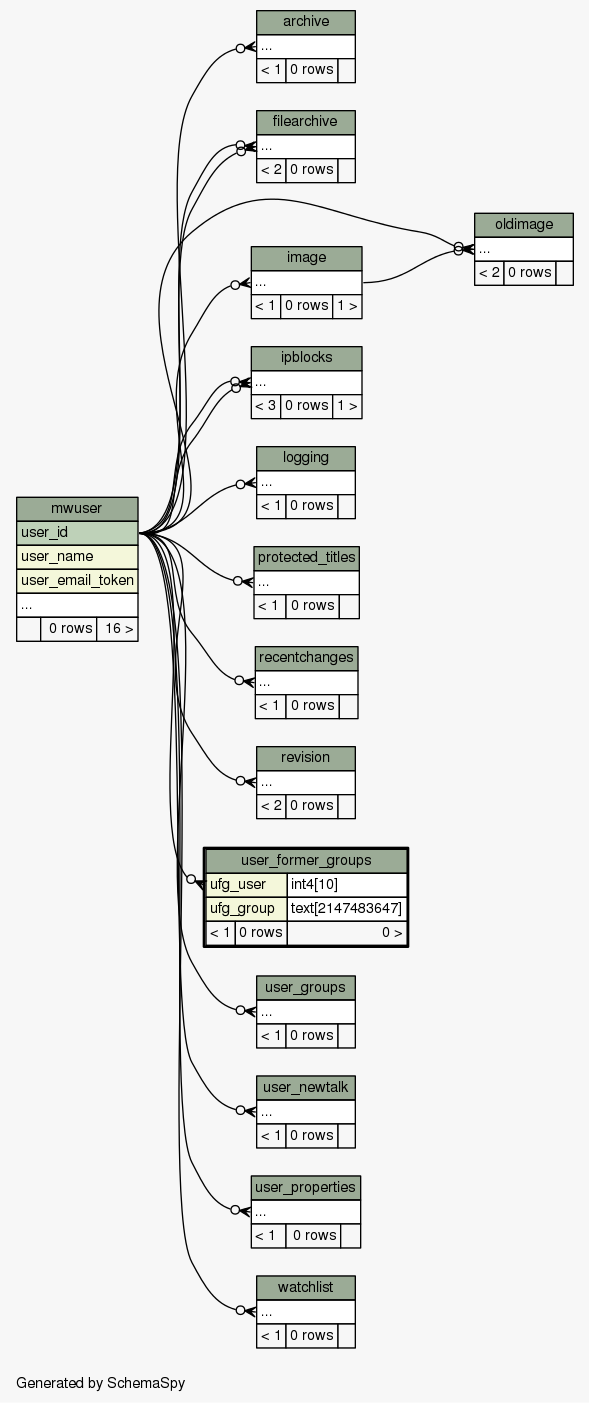 archive
...
< 1 0 rows
filearchive
...
< 2 0 rows
oldimage
...
< 2 0 rows
image
...
< 1 0 rows 1 >
ipblocks
...
< 3 0 rows 1 >
logging
...
< 1 0 rows
mwuser
user_id
user_name
user_email_token
...
0 rows 16 >
protected_titles
...
< 1 0 rows
recentchanges
...
< 1 0 rows
revision
...
< 2 0 rows
user_former_groups
ufg_user int4[10]
ufg_group text[2147483647]
< 1 0 rows 0 >
user_groups
...
< 1 0 rows
user_newtalk
...
< 1 0 rows
user_properties
...
< 1 0 rows
watchlist
...
< 1 0 rows
Generated by SchemaSpy